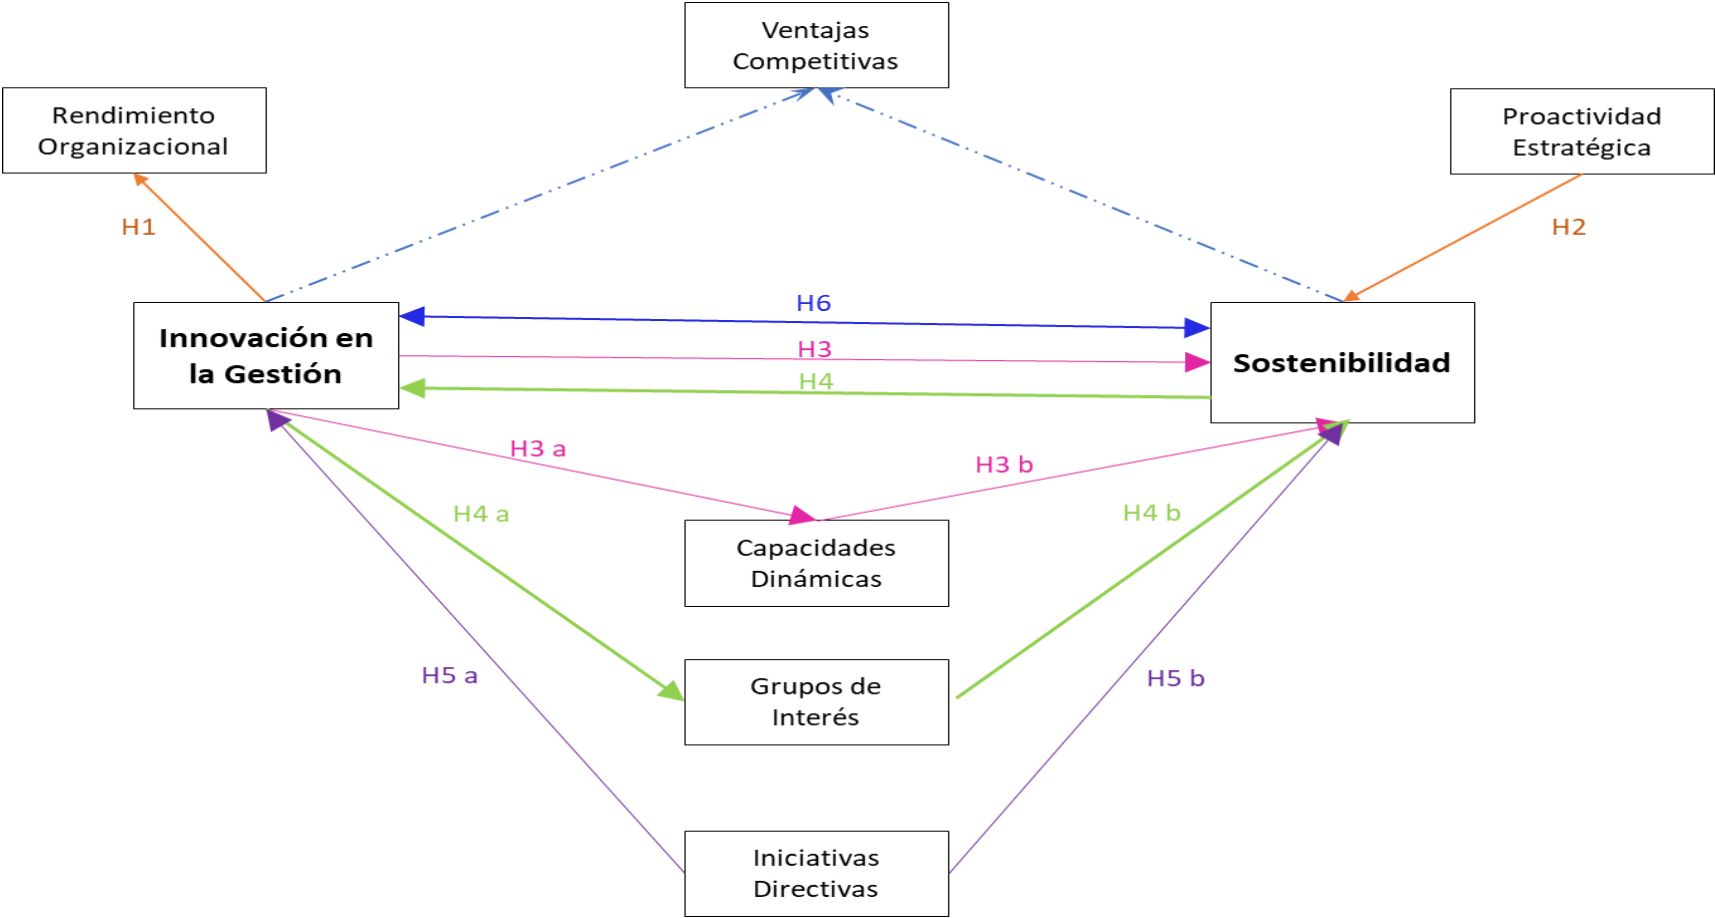 Ventajas
Competitivas
Rendimiento
Organizacional
Proactividad
Estratégica
H1
H2
H6
Innovación en
la Gestión
H3
Sostenibilidad
H4
H3 a
H3 b
H4 a
H4 b
Capacidades
Dinámicas
H5 a
H5 b
Grupos de
Interés
Iniciativas
Directivas